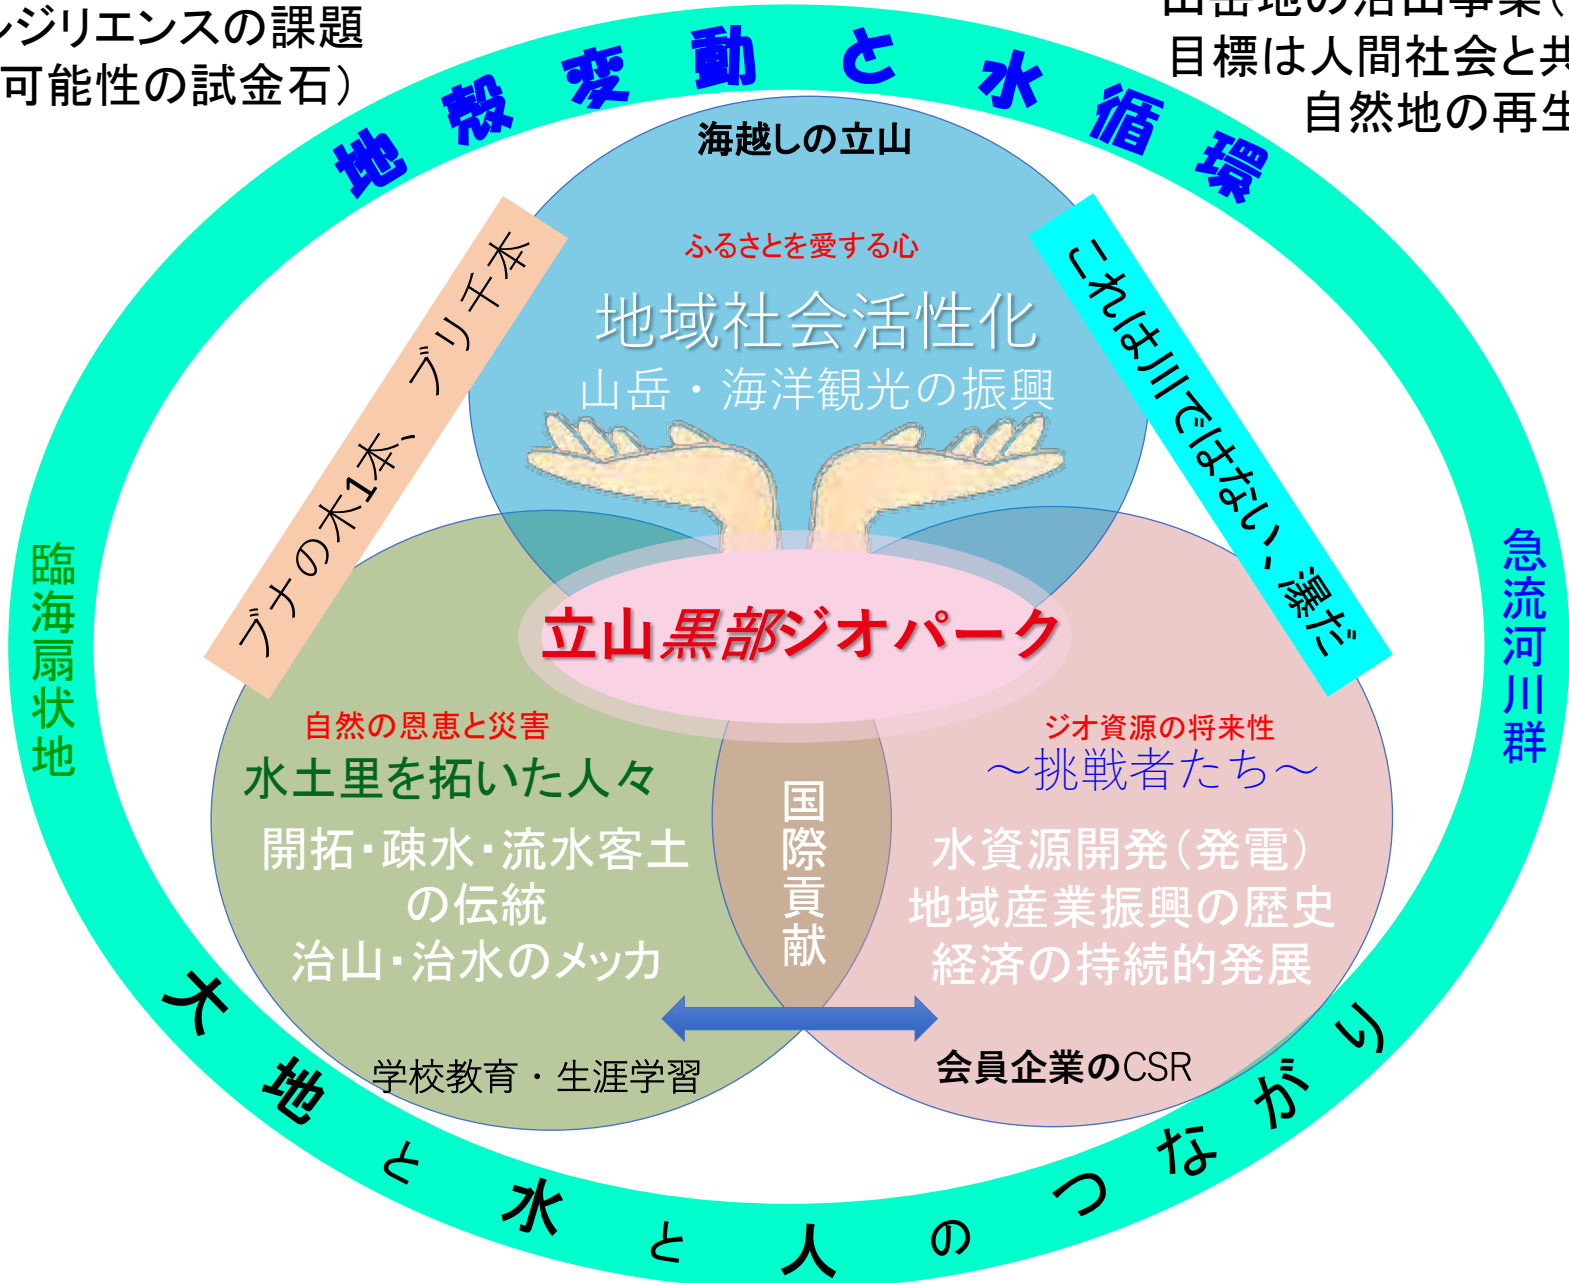 レジリエンスの課題
可能性の試金石）
山岳地の治山事業（
目標は人間社会と共
自然地の再生
地殻変動と水循環
海越しの立山
ふるさとを愛する心
地域社会活性化
山岳・海洋観光の振興
ブナの木1本、ブリ千本
これは川ではない、瀑だ
臨海扇状地
急流河川群
立山黒部ジオパーク
自然の恩恵と災害
水土里を拓いた人々
開拓・疎水・流水客土
の伝統
治山・治水のメッカ
学校教育・生涯学習
国際貢献
ジオ資源の将来性
～挑戦者たち～
水資源開発（発電）
地域産業振興の歴史
経済の持続的発展
会員企業のCSR
大地と水と人のつながり